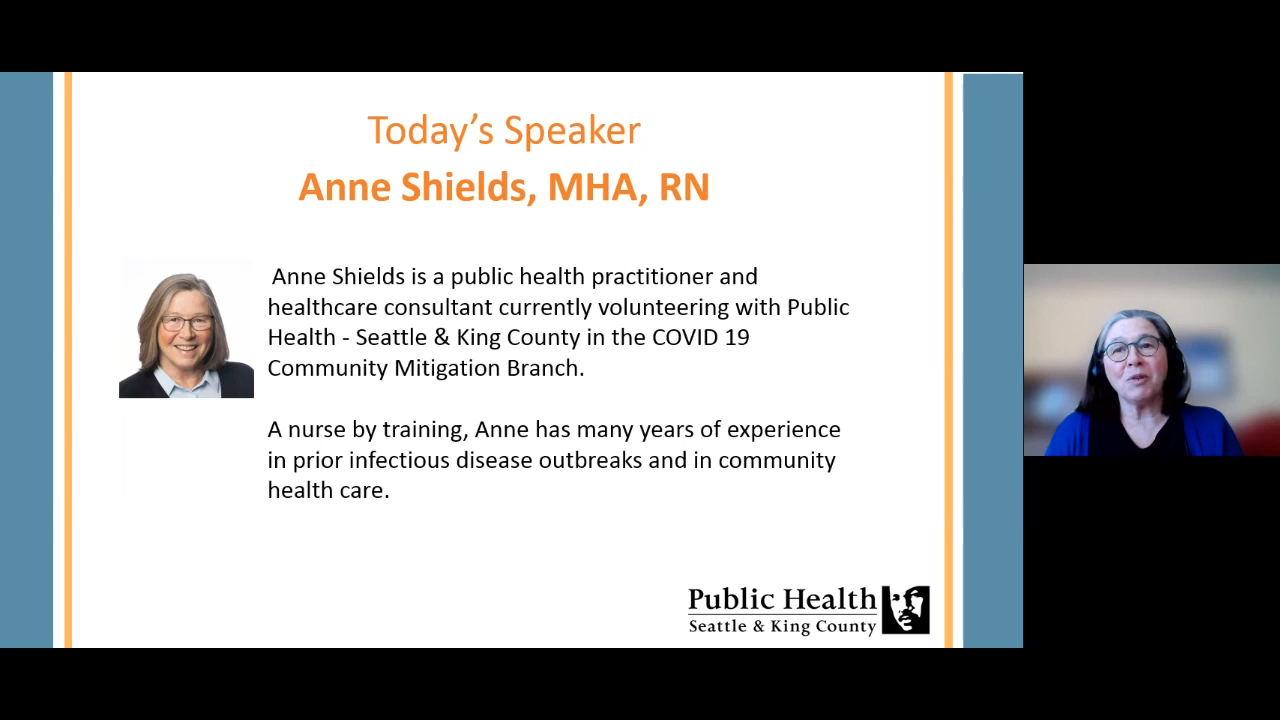 Today’s Speaker
Anne Shields, MHA, RN
Anne Shields is a public health practitioner and
healthcare consultant currently volunteering with Public
Health - Seattle & King County in the COVID 19
Community Mitigation Branch.
A nurse by training, Anne has many years of experience
in prior infectious disease outbreaks and in community
health care.
Public Health
Seattle & King County